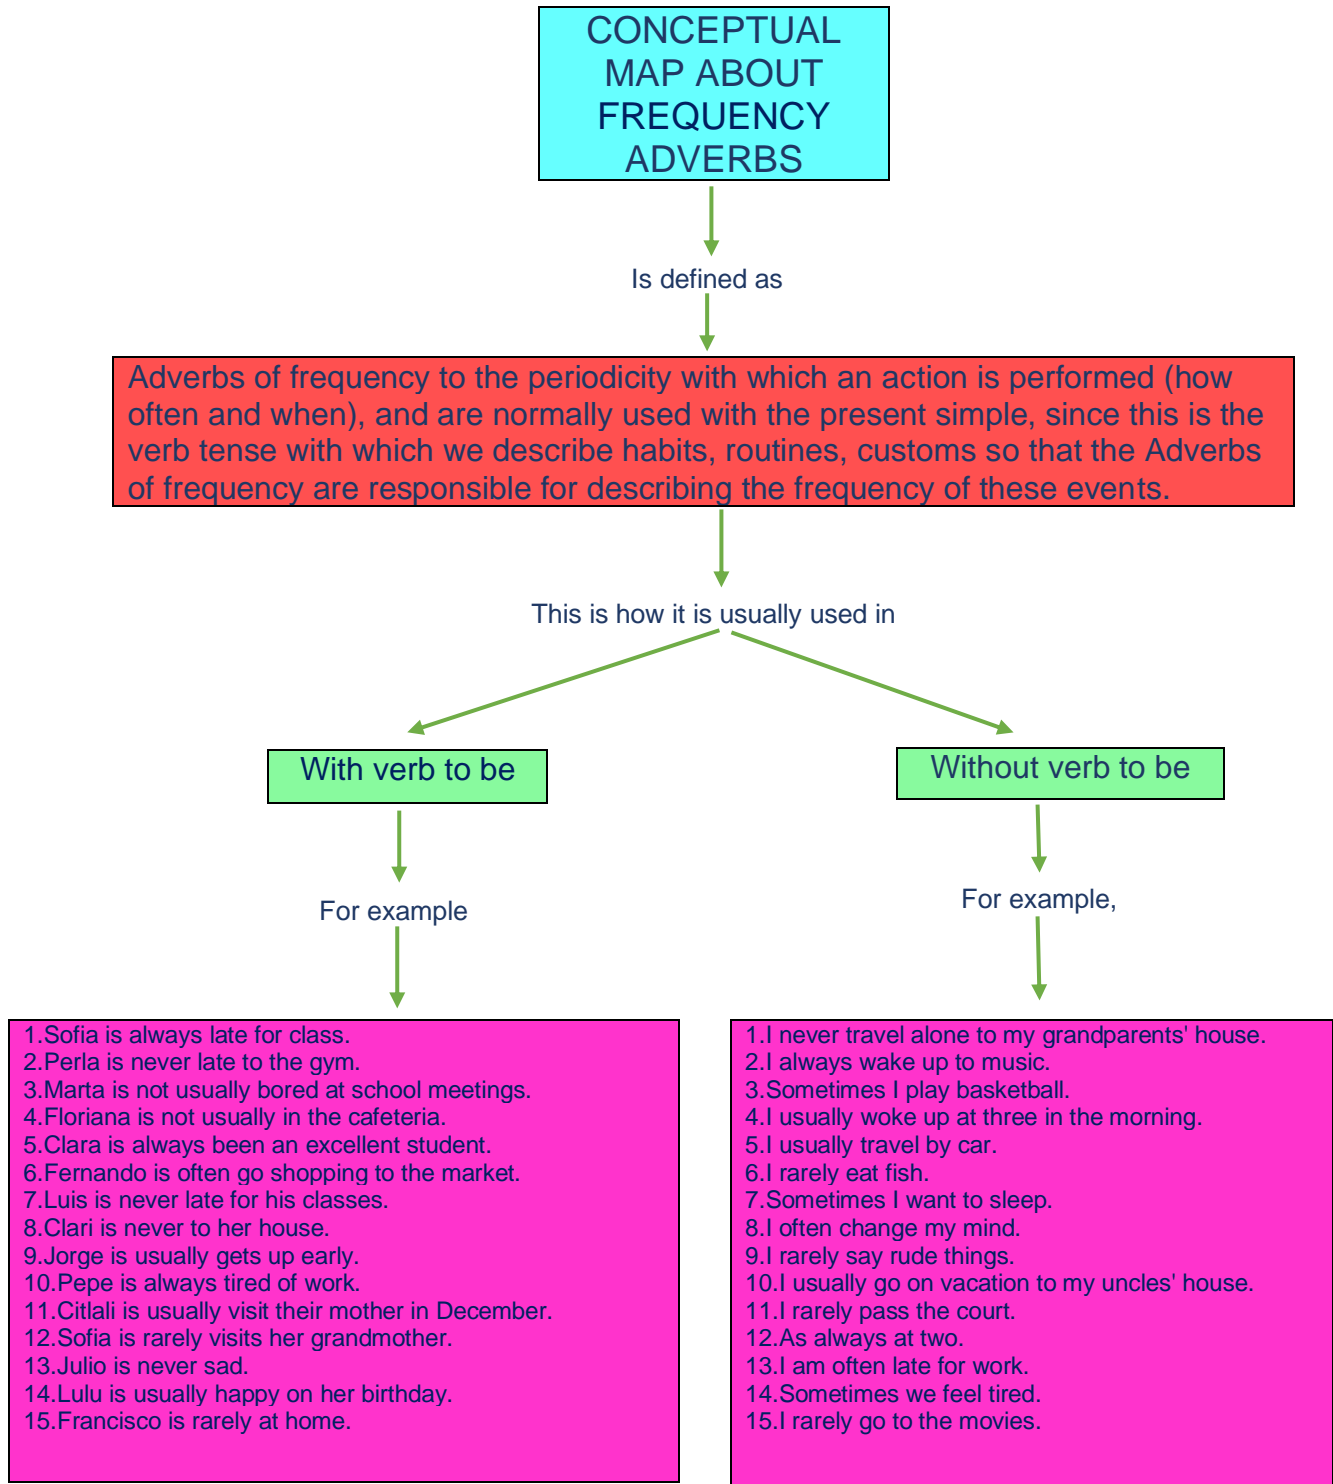 CONCEPTUAL
MAP ABOUT
FREQUENCY
ADVERBS
Is defined as
Adverbs of frequency to the periodicity with which an action is performed (how
often and when), and are normally used with the present simple, since this is the
verb tense with which we describe habits, routines, customs so that the Adverbs
of frequency are responsible for describing the frequency of these events.
This is how it is usually used in
With verb to be
For example
1.Sofia is always late for class.
2.Perla is never late to the gym.
3.Marta is not usually bored at school meetings.
4.Floriana is not usually in the cafeteria.
5.Clara is always been an excellent student.
6.Fernando is often go shopping to the market.
7.Luis is never late for his classes.
8.Clari is never to her house.
9.Jorge is usually gets up early.
10.Pepe is always tired of work.
11.Citlali is usually visit their mother in December.
12.Sofia is rarely visits her grandmother.
13.Julio is never sad.
14.Lulu is usually happy on her birthday.
15.Francisco is rarely at home.
Without verb to be
For example,
1.I never travel alone to my grandparents' house.
2.I always wake up to music.
3.Sometimes I play basketball.
4.I usually woke up at three in the morning.
5.I usually travel by car.
6.I rarely eat fish.
7.Sometimes I want to sleep.
8.I often change my mind.
9.I rarely say rude things.
10.I usually go on vacation to my uncles' house.
11.I rarely pass the court.
12.As always at two.
13.I am often late for work.
14.Sometimes we feel tired.
15.I rarely go to the movies.